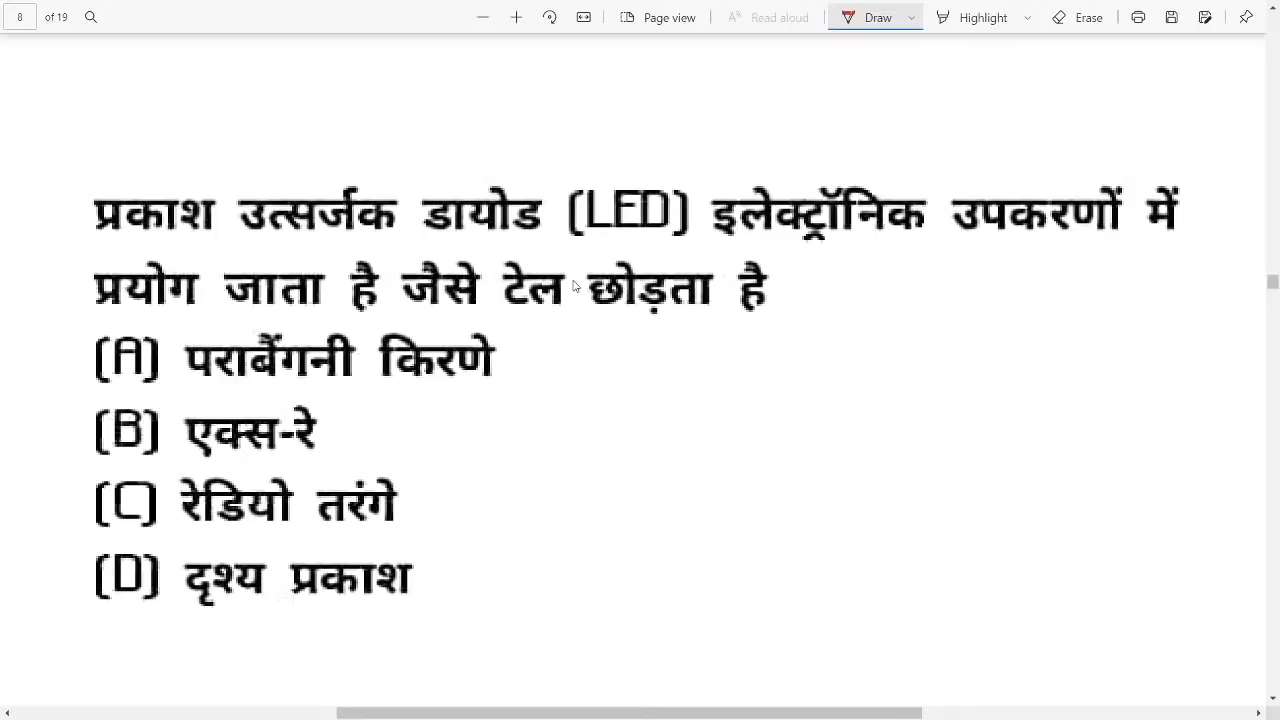 8 of 19 Page view Read aloud Draw Highlight Erase
प्रकाश उत्सर्जक डायोड (LED) इलेक्ट्रॉनिक उपकरणों में
प्रयोग जाता है जैसे टेल छोड़ता है
(A) पराबैंगनी किरणे
(B) एक्स-रे
(C) रेडियो तरंगे
(D) दृश्य प्रकाश